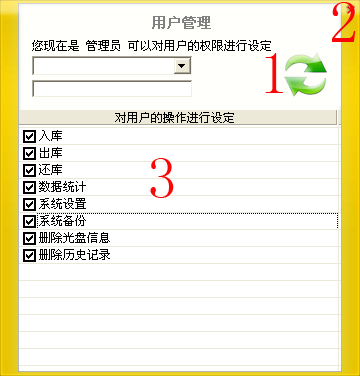 用户管理
2
您现在是 管理员 可以对用户的权限进行设定
1
对用户的操作进行设定
入库
出库
还库
3
数据统计
系统设置
系统备份
删除光盘信息
删除历史记录